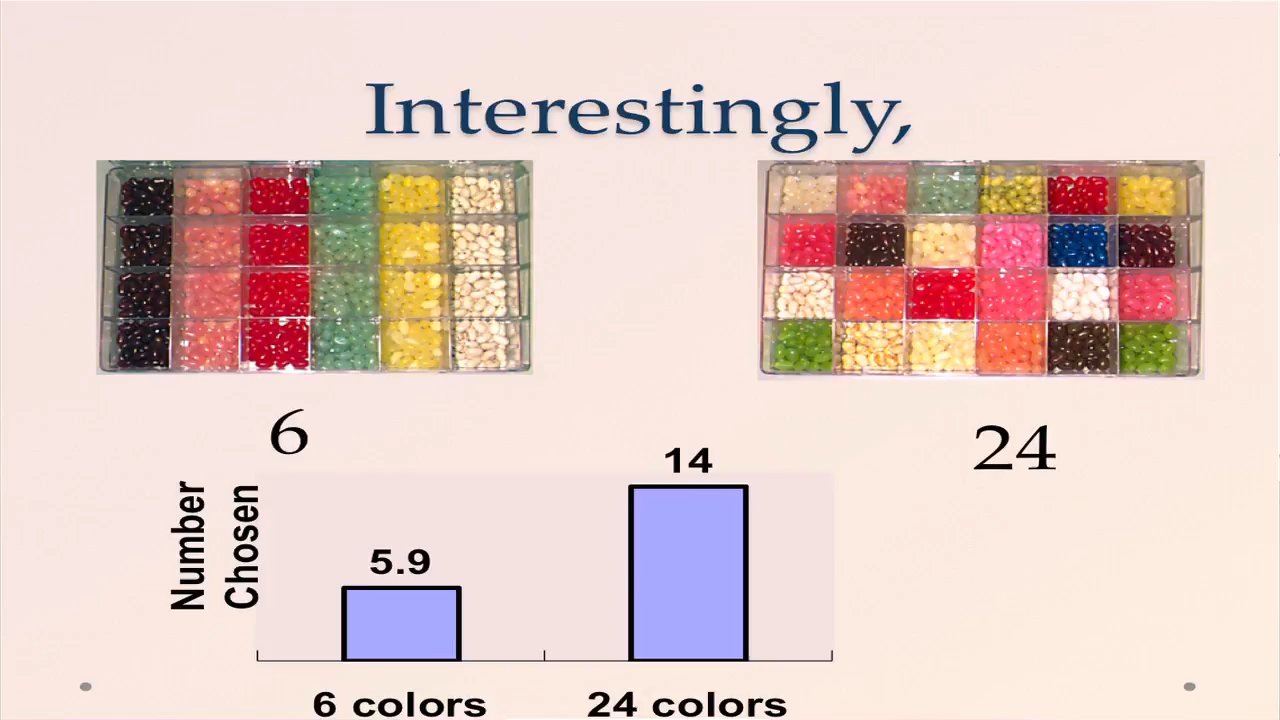 Interestingly,
6
24
Number
Chosen
5.9
14
6 colors
24 colors